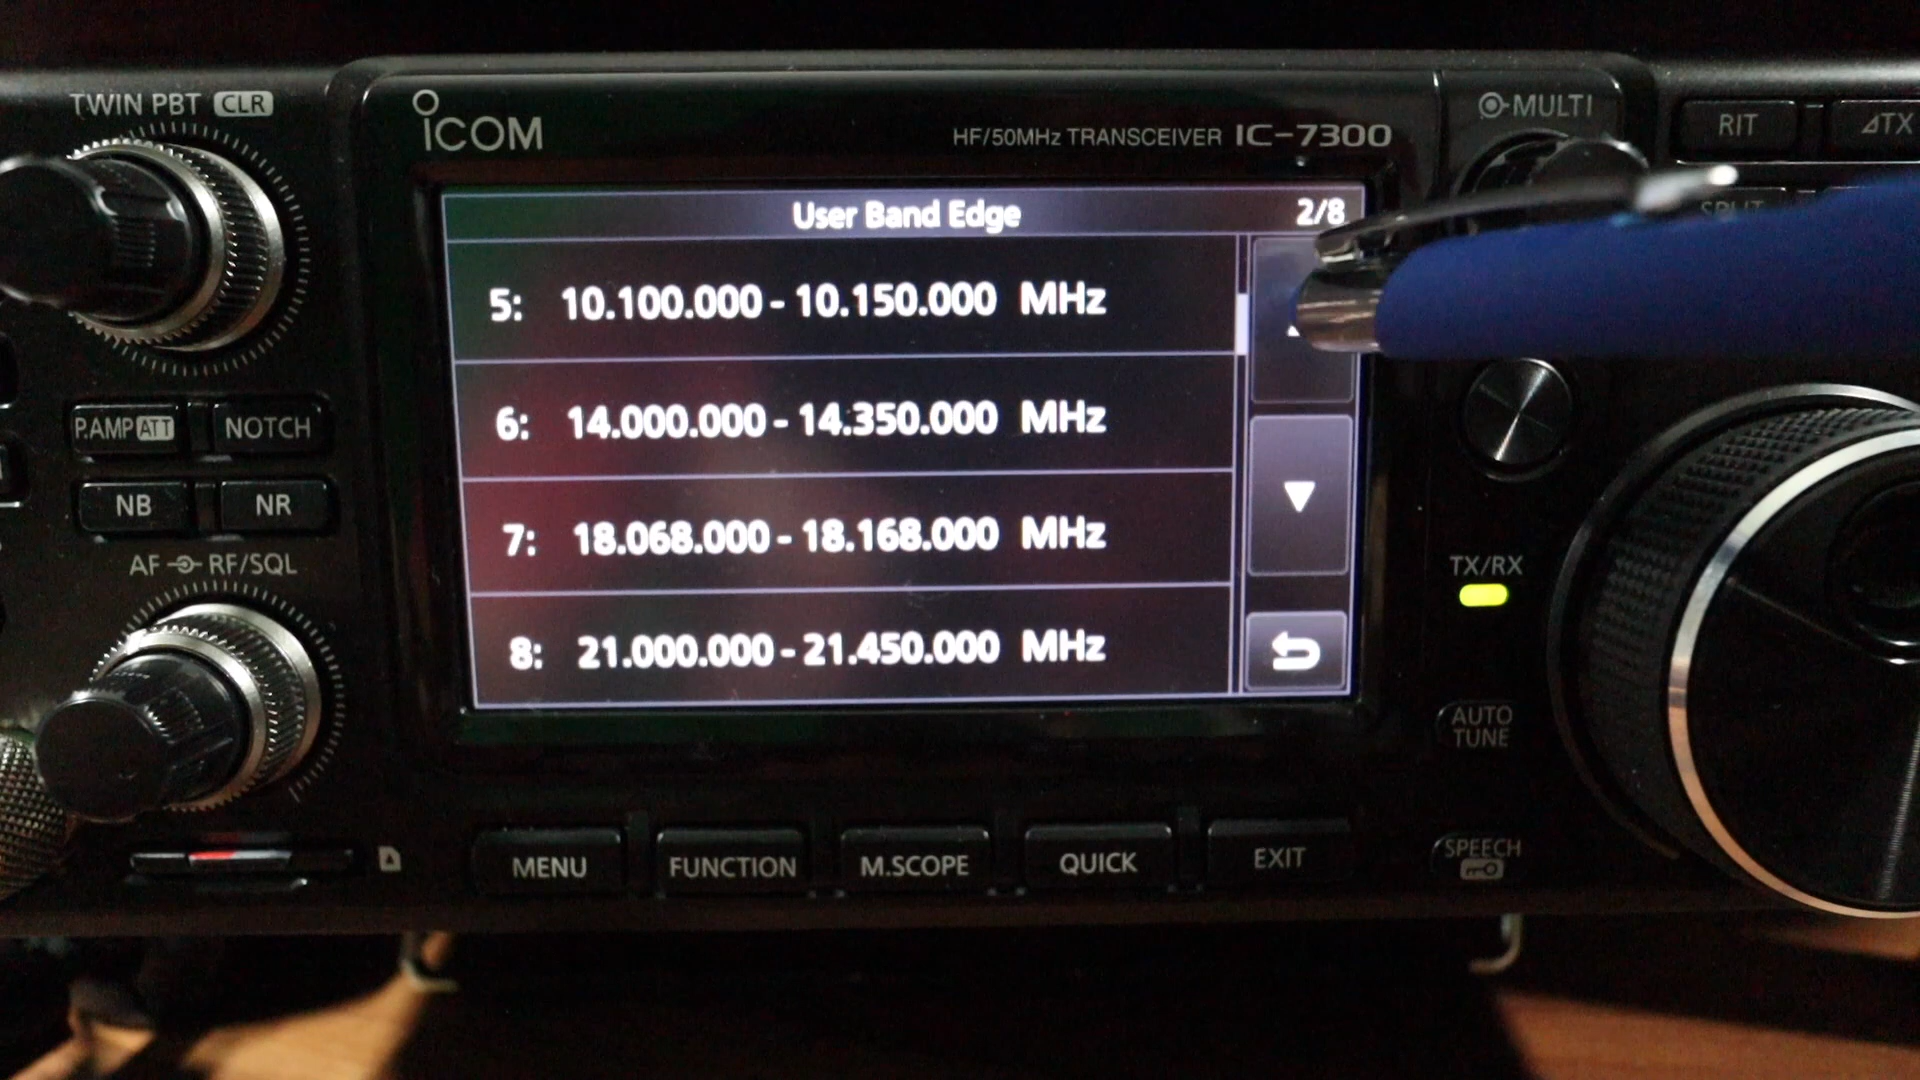 TWIN PBT CLR
ICOM
HF/50MHz TRANSCEIVER IC-7300
MULTI
RIT
⊿TX
SPLIT
User Band Edge 2/8
5: 10.100.000 - 10.150.000 MHz
6: 14.000.000 - 14.350.000 MHz
7: 18.068.000 - 18.168.000 MHz
8: 21.000.000 - 21.450.000 MHz
P.AMP ATT
NOTCH
NB
NR
AF RF/SQL
TX/RX
AUTO
TUNE
SPEECH
MENU
FUNCTION
M.SCOPE
QUICK
EXIT